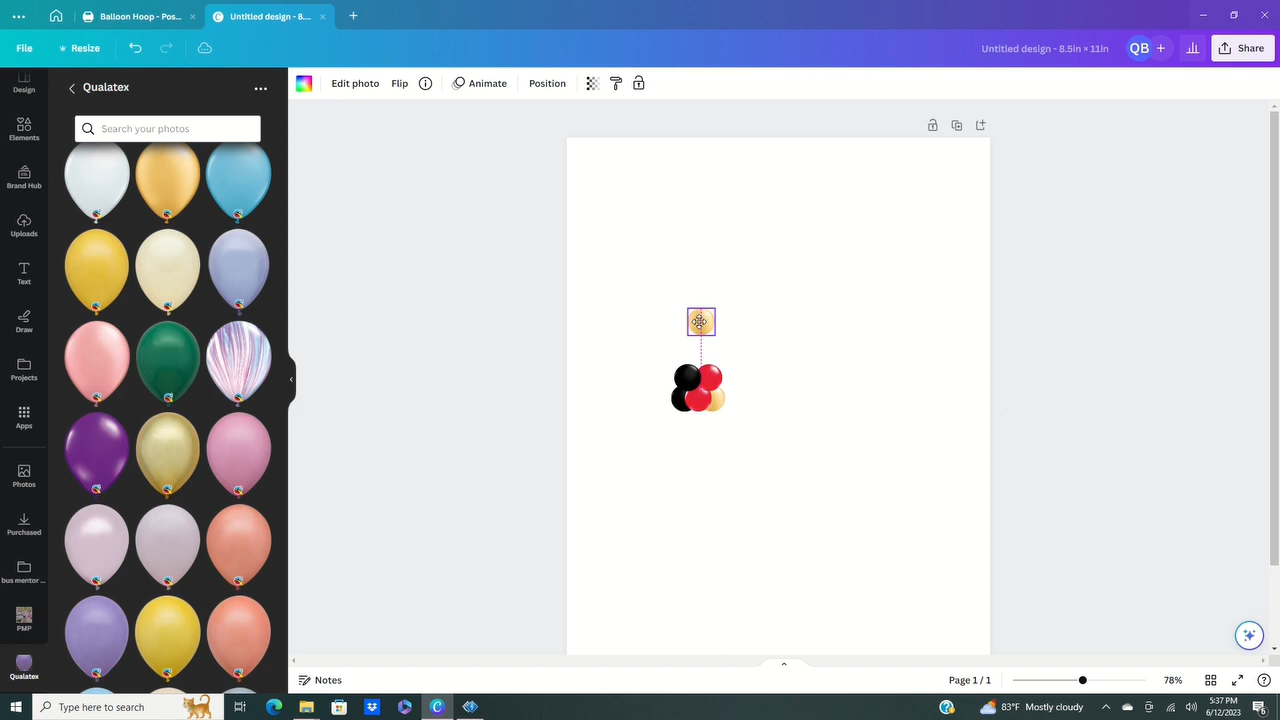 Balloon Hoop - Pos...
Untitled design - 8....
File
Resize
Untitled design - 8.5in × 11in
QB
Share
Design
Elements
Brand Hub
Uploads
Text
Draw
Projects
Apps
Photos
Purchased
bus mentor ...
PMP
Qualatex
Qualatex
Search your photos
Edit photo
Flip
Animate
Position
Notes
Page 1 / 1
78%
Type here to search
83°F Mostly cloudy
5:37 PM
6/12/2023
6